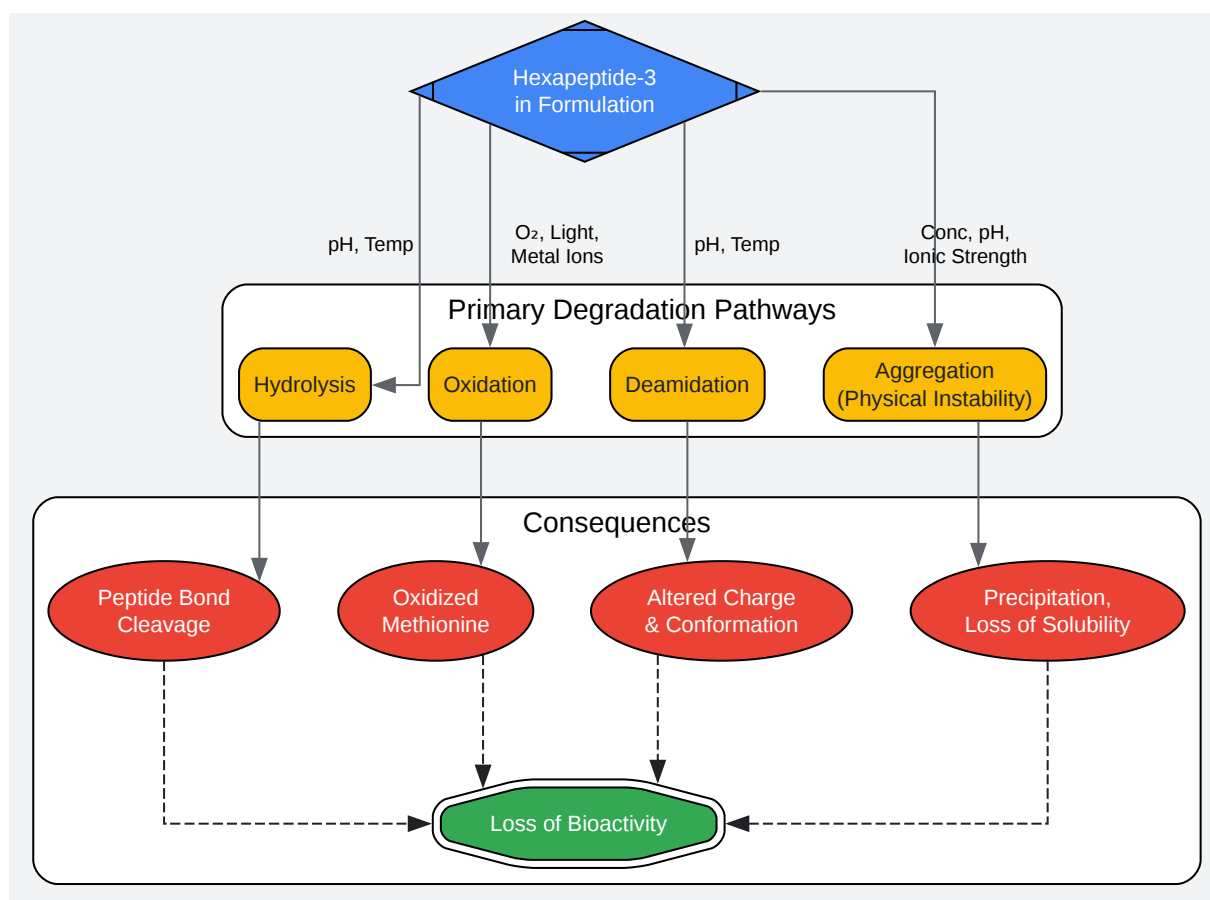 Hexapeptide-3
in Formulation
pH, Temp
O₂, Light,
Metal Ions
pH, Temp
Conc, pH,
Ionic Strength
Primary Degradation Pathways
Hydrolysis
Oxidation
Deamidation
Aggregation
(Physical Instability)
Consequences
Peptide Bond
Cleavage
Oxidized
Methionine
Altered Charge
& Conformation
Precipitation,
Loss of Solubility
Loss of Bioactivity